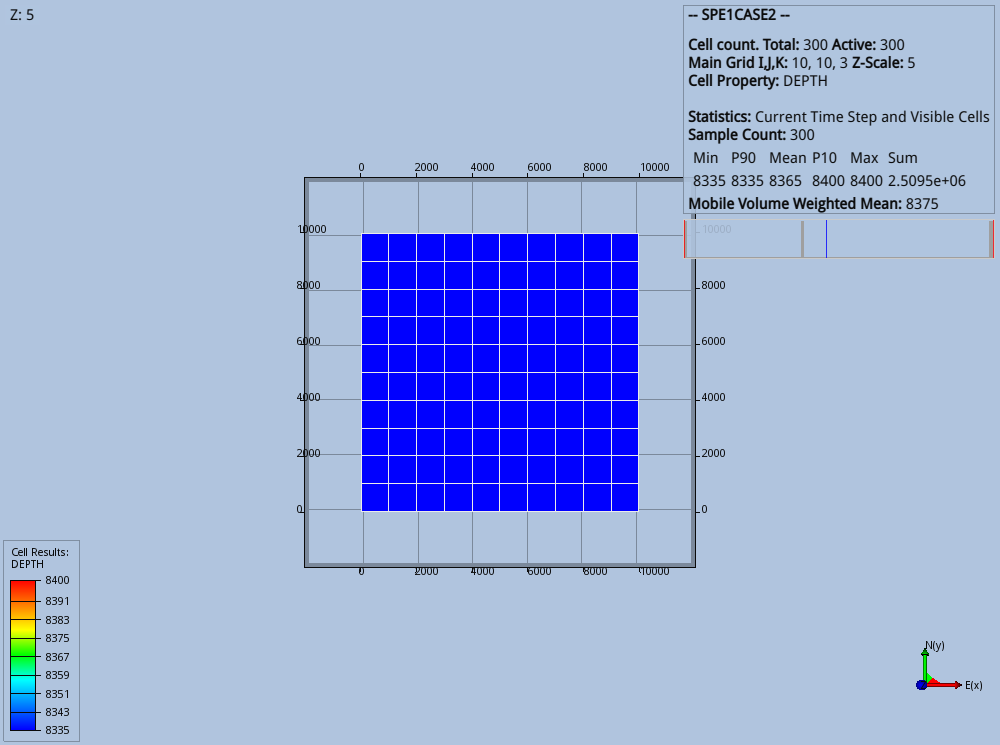 Z: 5
-- SPE1CASE2 --
Cell count. Total: 300 Active: 300
Main Grid I,J,K: 10, 10, 3 Z-Scale: 5
Cell Property: DEPTH
Statistics: Current Time Step and Visible Cells
Sample Count: 300
Min P90 Mean P10 Max Sum
8335 8335 8365 8400 8400 2.5095e+06
Mobile Volume Weighted Mean: 8375
0 2000 4000 6000 8000 10000
10000 10000
8000 8000
6000 6000
4000 4000
2000 2000
0 0
0 2000 4000 6000 8000 10000
Cell Results:
DEPTH
8400
8391
8383
8375
8367
8359
8351
8343
8335
N(y)
E(x)